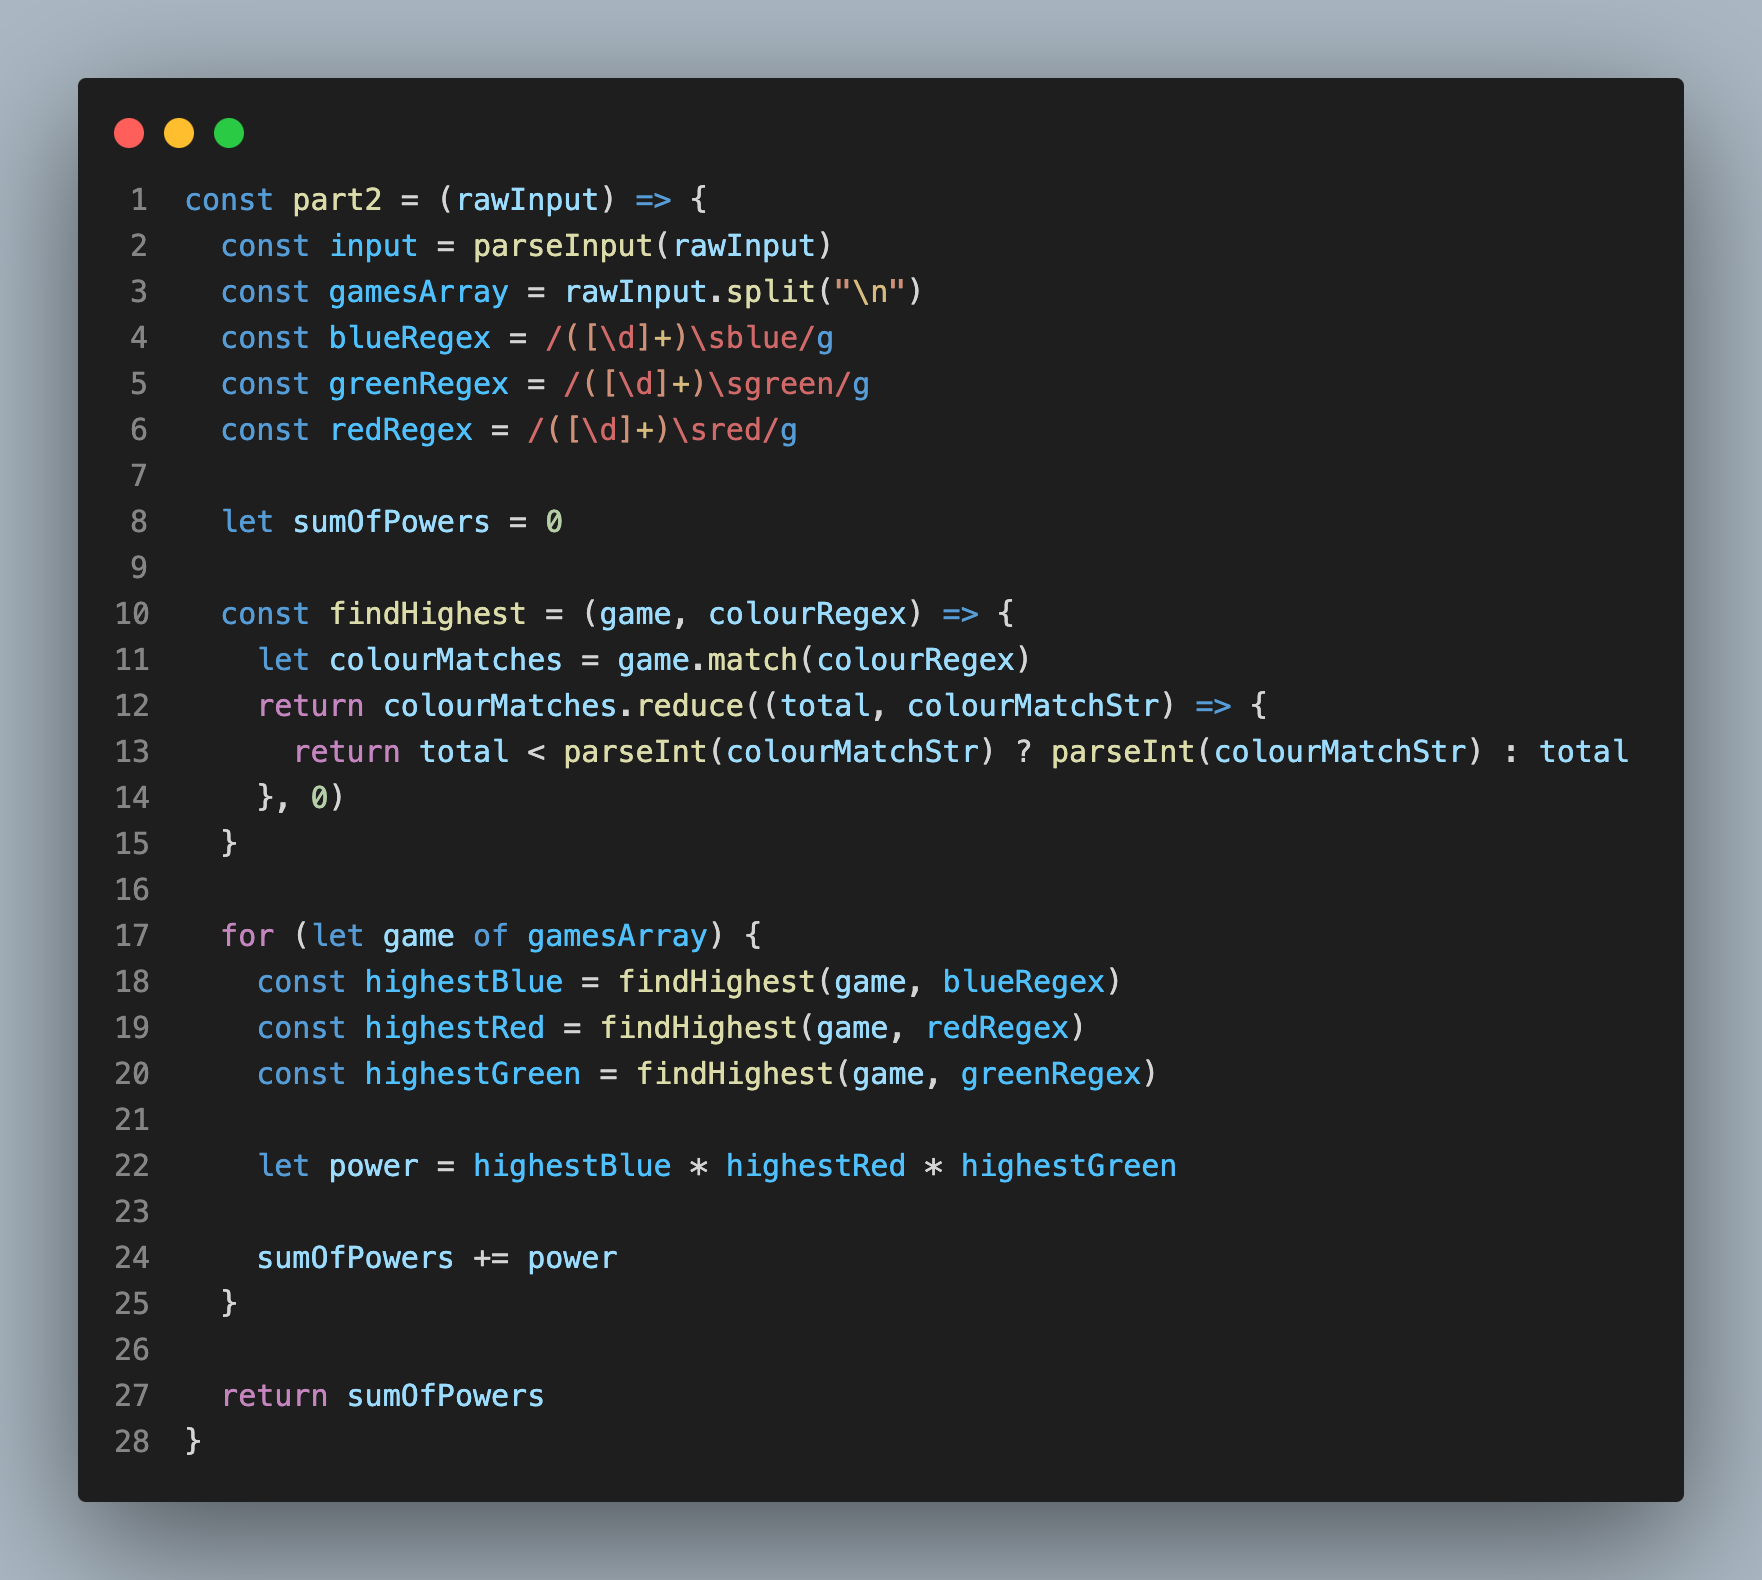 1 const part2 = (rawInput) => {
2   const input = parseInput(rawInput)
3   const gamesArray = rawInput.split("\n")
4   const blueRegex = /([\d]+)\sblue/g
5   const greenRegex = /([\d]+)\sgreen/g
6   const redRegex = /([\d]+)\sred/g
7
8   let sumOfPowers = 0
9
10   const findHighest = (game, colourRegex) => {
11     let colourMatches = game.match(colourRegex)
12     return colourMatches.reduce((total, colourMatchStr) => {
13       return total < parseInt(colourMatchStr) ? parseInt(colourMatchStr) : total
14     }, 0)
15   }
16
17   for (let game of gamesArray) {
18     const highestBlue = findHighest(game, blueRegex)
19     const highestRed = findHighest(game, redRegex)
20     const highestGreen = findHighest(game, greenRegex)
21
22     let power = highestBlue * highestRed * highestGreen
23
24     sumOfPowers += power
25   }
26
27   return sumOfPowers
28 }